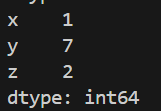 x    1
y    7
z    2
dtype: int64